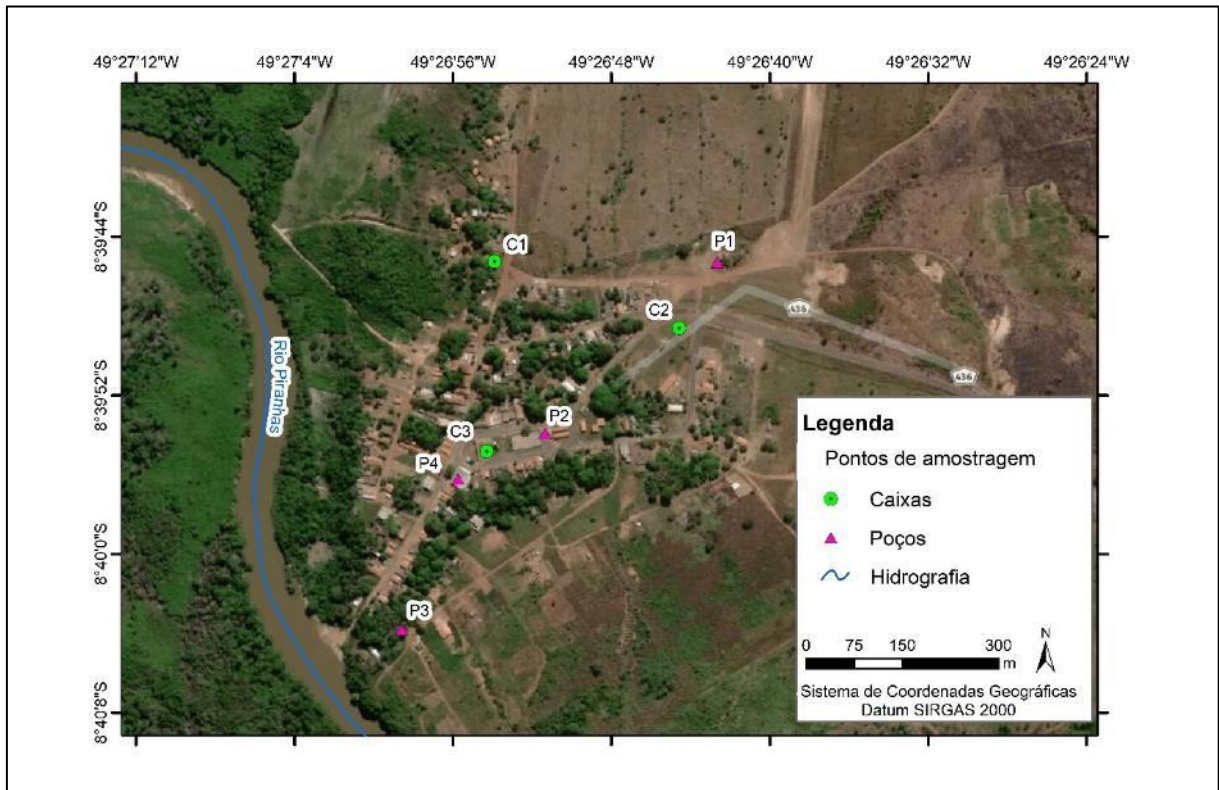 49°27'12"W 49°27'4"W 49°26'56"W 49°26'48"W 49°26'40"W 49°26'32"W 49°26'24"W
8°39'44"S
8°39'52"S
8°40'0"S
8°40'8"S
C1
P1
C2
436
436
Rio Piranhas
P2
C3
P4
P3
Legenda
Pontos de amostragem
Caixas
Poços
Hidrografia
0 75 150 300
m
N
Sistema de Coordenadas Geográficas
Datum SIRGAS 2000